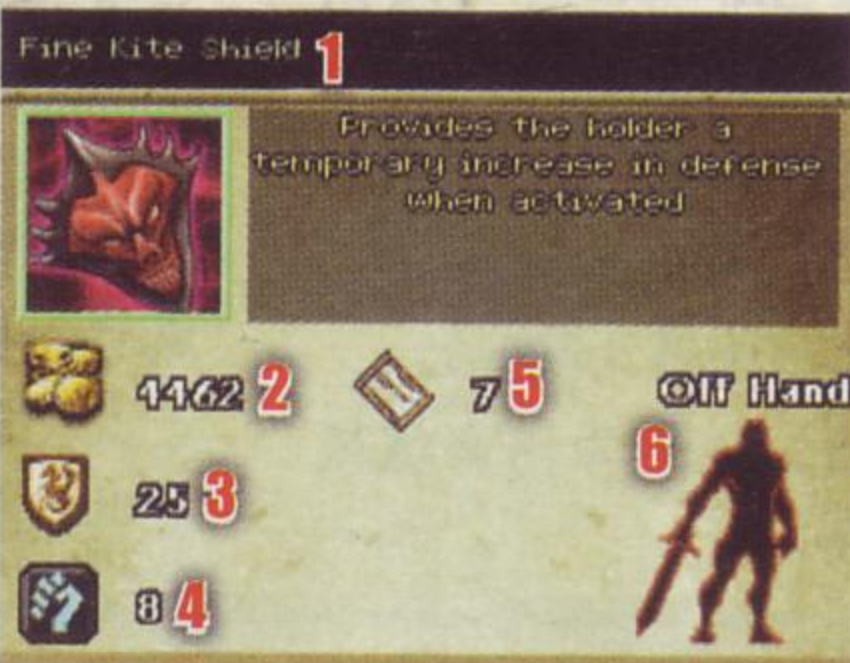 Fine Kite Shield 1
Provides the holder a
temporary increase in defense
when activated
4462 2
7 5
Off Hand
6
25 3
8 4